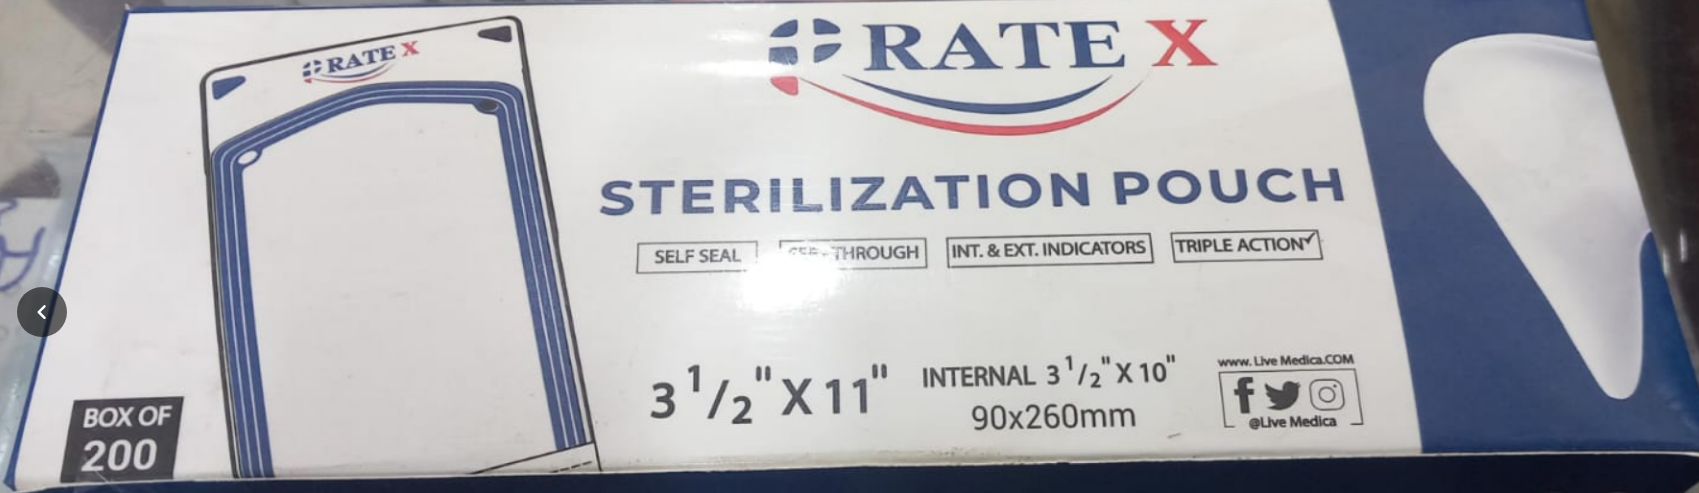 RATE X
RATE X
STERILIZATION POUCH
SELF SEAL
THROUGH
INT. & EXT. INDICATORS
TRIPLE ACTION✓
3 1/2" X 11"
INTERNAL 3 1/2" X 10"
90x260mm
www. Live Medica.COM
@Live Medica
BOX OF
200